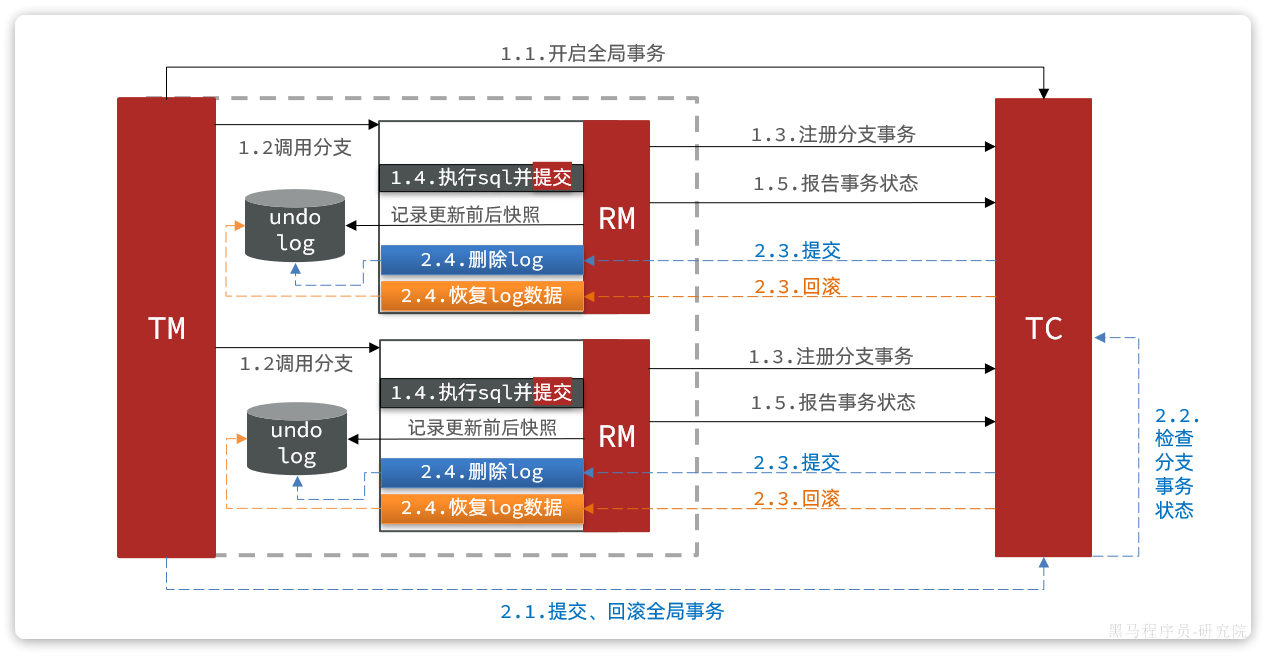 1.1.开启全局事务
TM
1.2调用分支
1.4.执行sql并提交
undo
log
记录更新前后快照
2.4.删除log
2.4.恢复log数据
RM
1.3.注册分支事务
1.5.报告事务状态
2.3.提交
2.3.回滚
1.2调用分支
1.4.执行sql并提交
undo
log
记录更新前后快照
2.4.删除log
2.4.恢复log数据
RM
1.3.注册分支事务
1.5.报告事务状态
2.3.提交
2.3.回滚
TC
2.2.
检查
分支
事务
状态
2.1.提交、回滚全局事务
黑马程序员-研究院